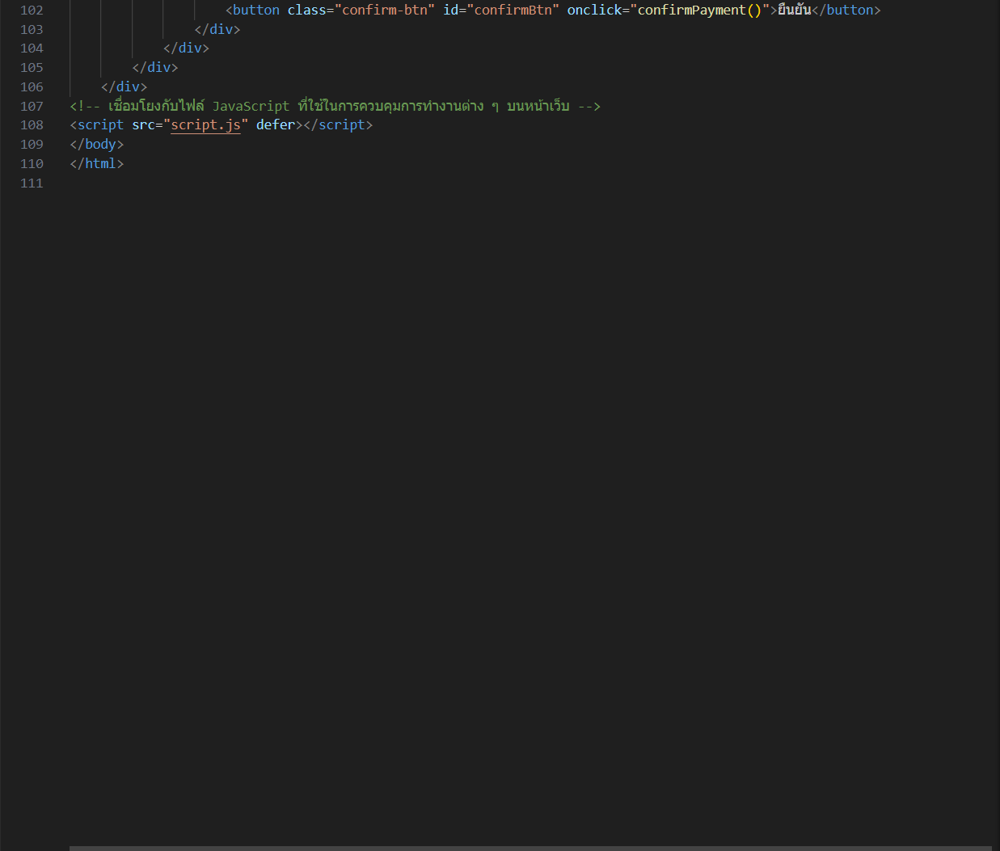 102 <button class="confirm-btn" id="confirmBtn" onclick="confirmPayment()">ยืนยัน</button>
103 </div>
104 </div>
105 </div>
106 </div>
107 <!-- เชื่อมโยงกับไฟล์ JavaScript ที่ใช้ในการควบคุมการทำงานต่าง ๆ บนหน้าเว็บ -->
108 <script src="script.js" defer></script>
109 </body>
110 </html>
111